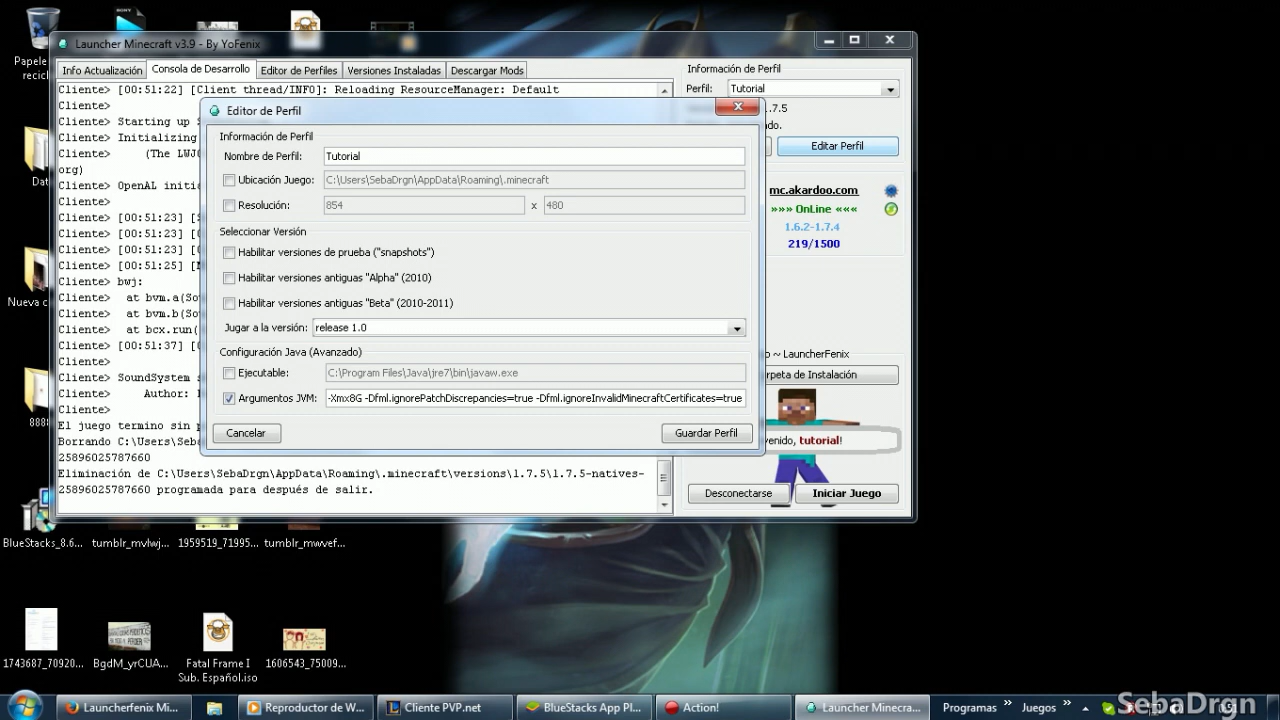 Papele
recicl
Launcher Minecraft v3.9 - By YoFenix
Info Actualización
Consola de Desarrollo
Editor de Perfiles
Versiones Instaladas
Descargar Mods
Cliente> [00:51:22] [Client thread/INFO]: Reloading ResourceManager: Default
Cliente>
Cliente> Starting up S
Cliente> Initializing
Cliente> (The LWJG
org)
Cliente> OpenAL initia
Cliente>
Cliente> [00:51:23] [S
Cliente> [00:51:23] [
Cliente> [00:51:23] [
Cliente> [00:51:25] [
Cliente> bwj:
Cliente> at bvm.a(Sou
Cliente> at bvm.b(Sou
Cliente> at bcx.run(
Cliente> [00:51:37] [
Cliente>
Cliente> SoundSystem s
Cliente> Author:
Cliente>
El juego termino sin p
Borrando C:\Users\Seba
25896025787660
Eliminación de C:\Users\SebaDrgn\AppData\Roaming\.minecraft\versions\1.7.5\1.7.5-natives-
25896025787660 programada para después de salir.
Editor de Perfil
Información de Perfil
Nombre de Perfil: Tutorial
Ubicación Juego: C:\Users\SebaDrgn\AppData\Roaming\.minecraft
Resolución: 854 x 480
Seleccionar Versión
Habilitar versiones de prueba ("snapshots")
Habilitar versiones antiguas "Alpha" (2010)
Habilitar versiones antiguas "Beta" (2010-2011)
Jugar a la versión: release 1.0
Configuración Java (Avanzado)
Ejecutable: C:\Program Files\Java\jre7\bin\javaw.exe
Argumentos JVM: -Xmx8G -Dfml.ignorePatchDiscrepancies=true -Dfml.ignoreInvalidMinecraftCertificates=true
Cancelar
Guardar Perfil
Información de Perfil
Perfil: Tutorial
1.7.5
do.
Editar Perfil
mc.akardoo.com
»»» OnLine «««
1.6.2-1.7.4
219/1500
o ~ LauncherFenix
rpeta de Instalación
venido, tutorial!
Desconectarse
Iniciar Juego
Dat
Nueva c
8888
BlueStacks_8.6...
tumblr_mvlwj...
1959519_71995...
tumblr_mwvef...
1743687_70920...
BgdM_yrCUA...
Fatal Frame I
Sub. Español.iso
1606543_75009...
Launcherfenix Mi...
Reproductor de W...
Cliente PVP.net
BlueStacks App Pl...
Action!
Launcher Minecra...
Programas
Juegos
SebaDrgn